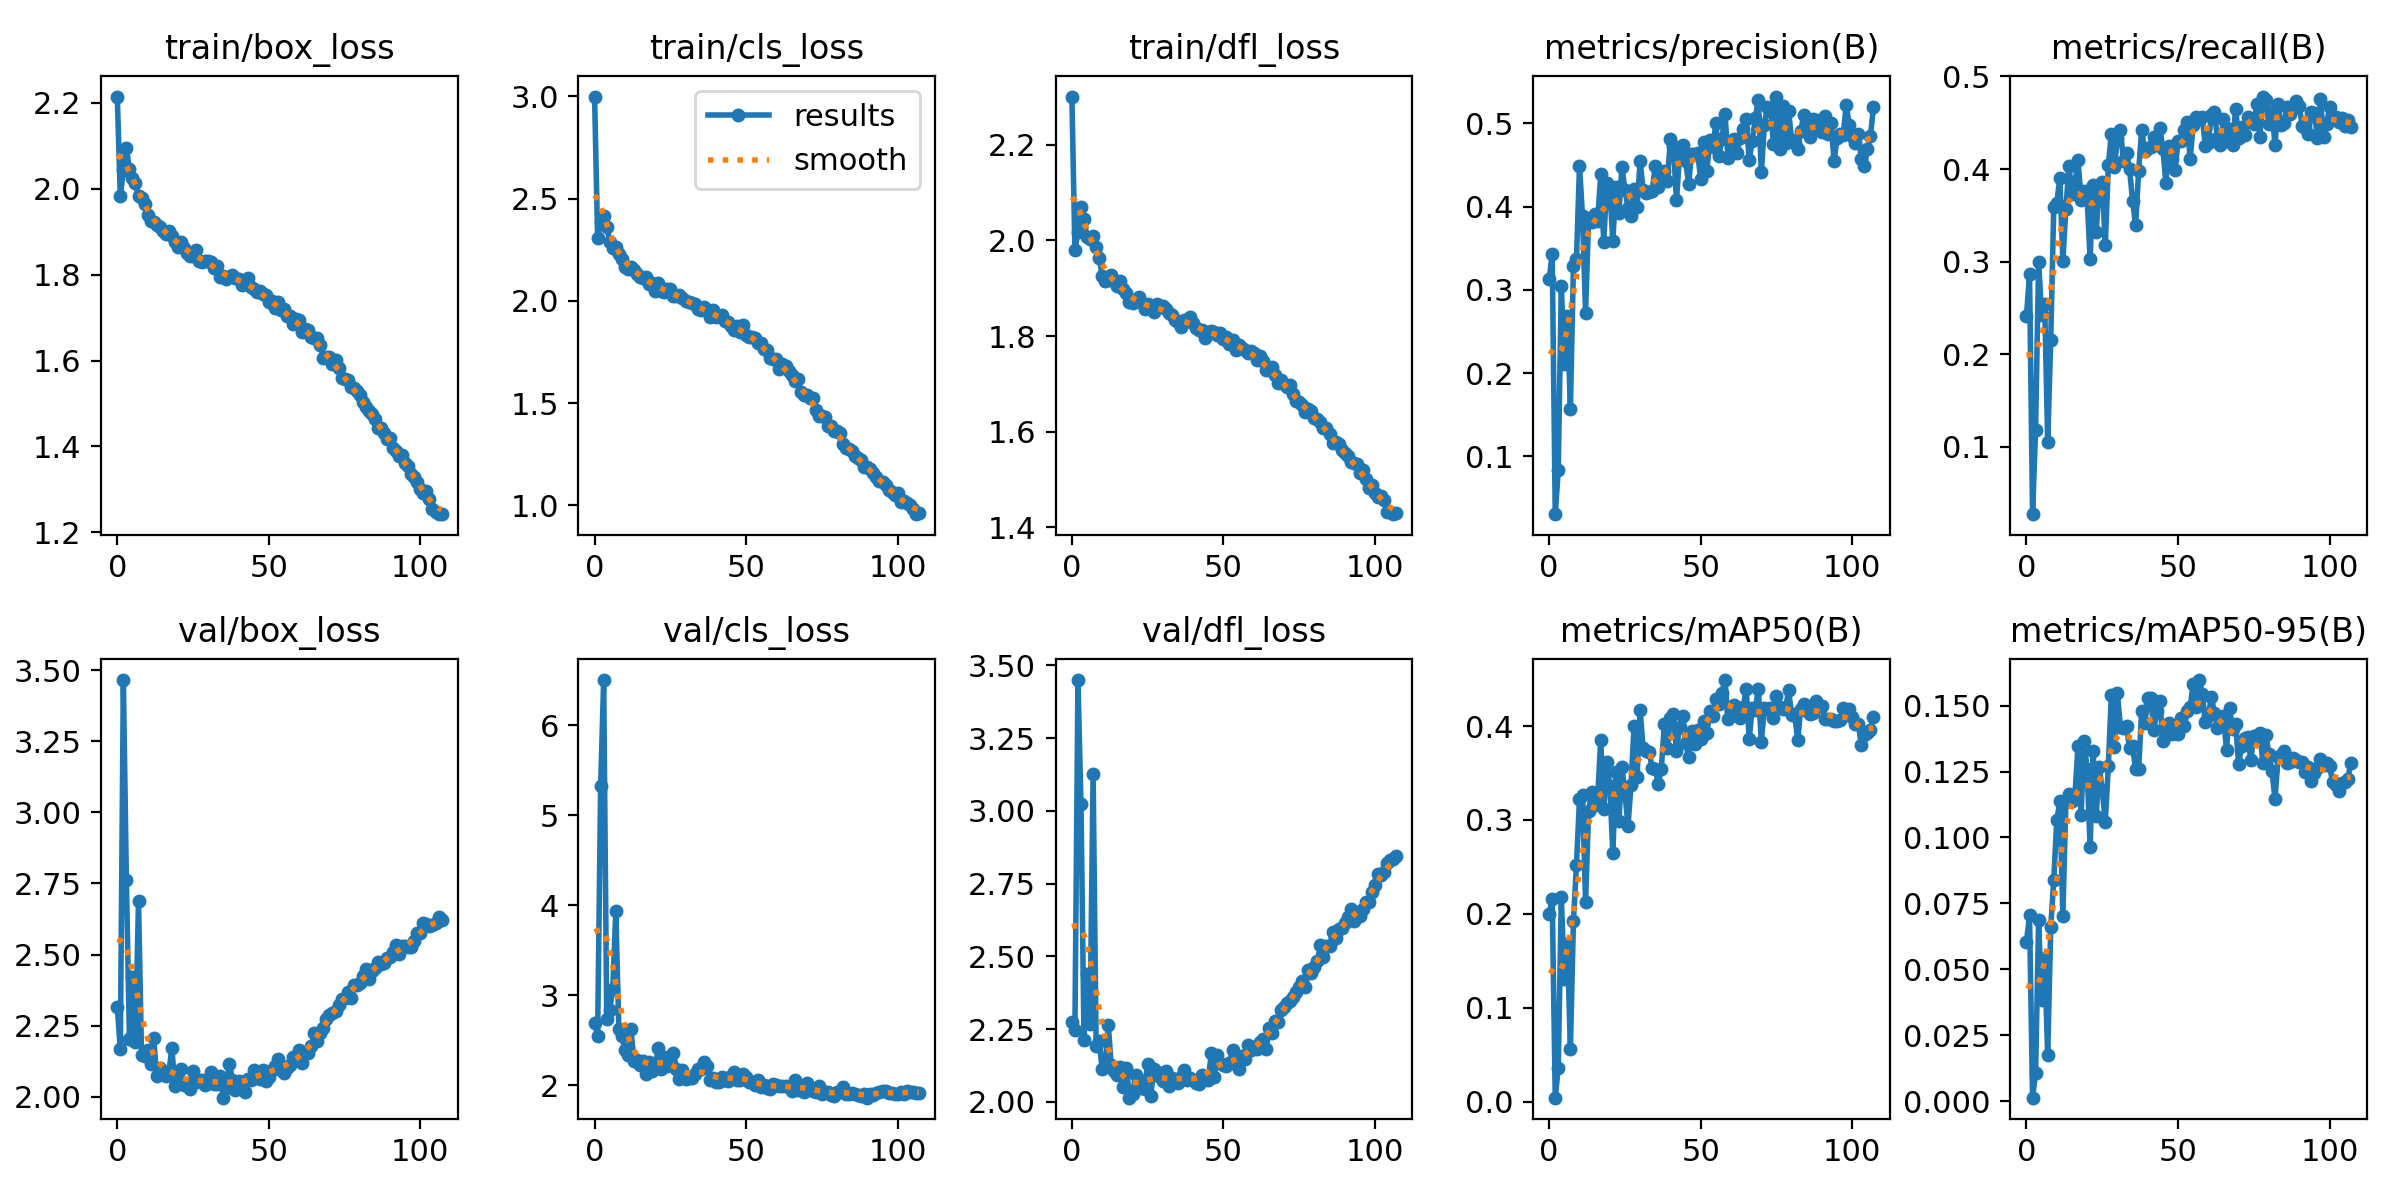 train/box_loss
2.2
2.0
1.8
1.6
1.4
1.2
0 50 100
train/cls_loss
results
smooth
3.0
2.5
2.0
1.5
1.0
0 50 100
train/dfl_loss
2.2
2.0
1.8
1.6
1.4
0 50 100
metrics/precision(B)
0.5
0.4
0.3
0.2
0.1
0 50 100
metrics/recall(B)
0.5
0.4
0.3
0.2
0.1
0 50 100
val/box_loss
3.50
3.25
3.00
2.75
2.50
2.25
2.00
0 50 100
val/cls_loss
6
5
4
3
2
0 50 100
val/dfl_loss
3.50
3.25
3.00
2.75
2.50
2.25
2.00
0 50 100
metrics/mAP50(B)
0.4
0.3
0.2
0.1
0.0
0 50 100
metrics/mAP50-95(B)
0.150
0.125
0.100
0.075
0.050
0.025
0.000
0 50 100